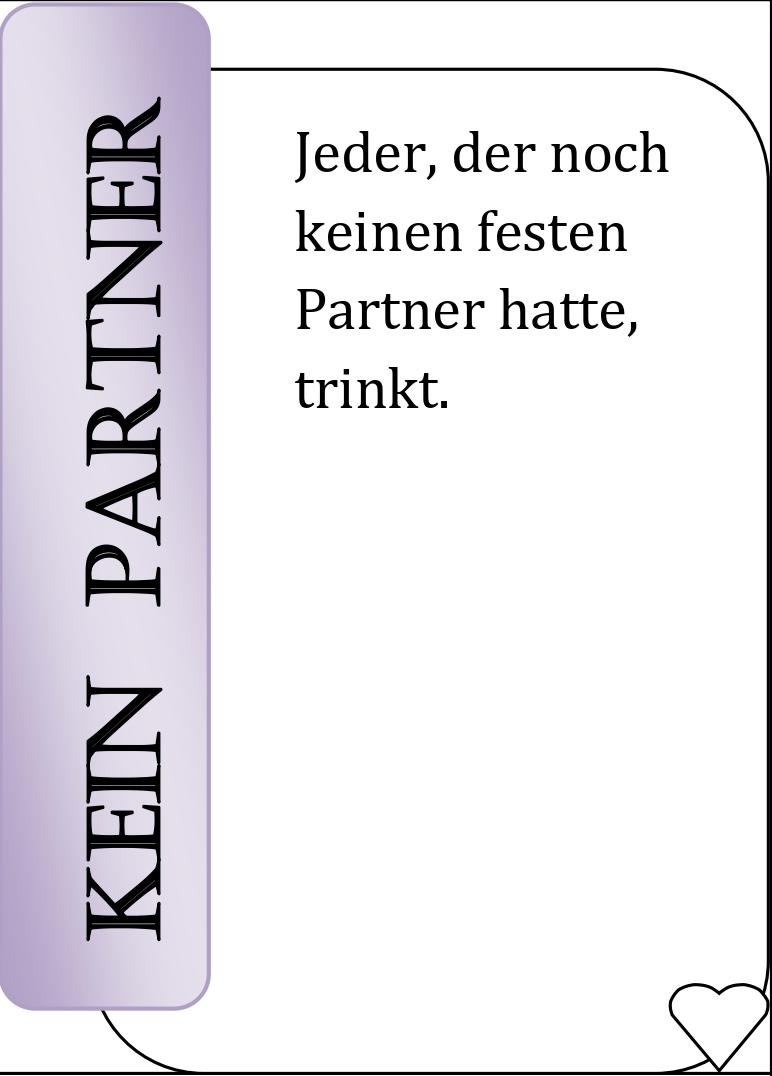 KEIN PARTNER
Jeder, der noch
keinen festen
Partner hatte,
trinkt.